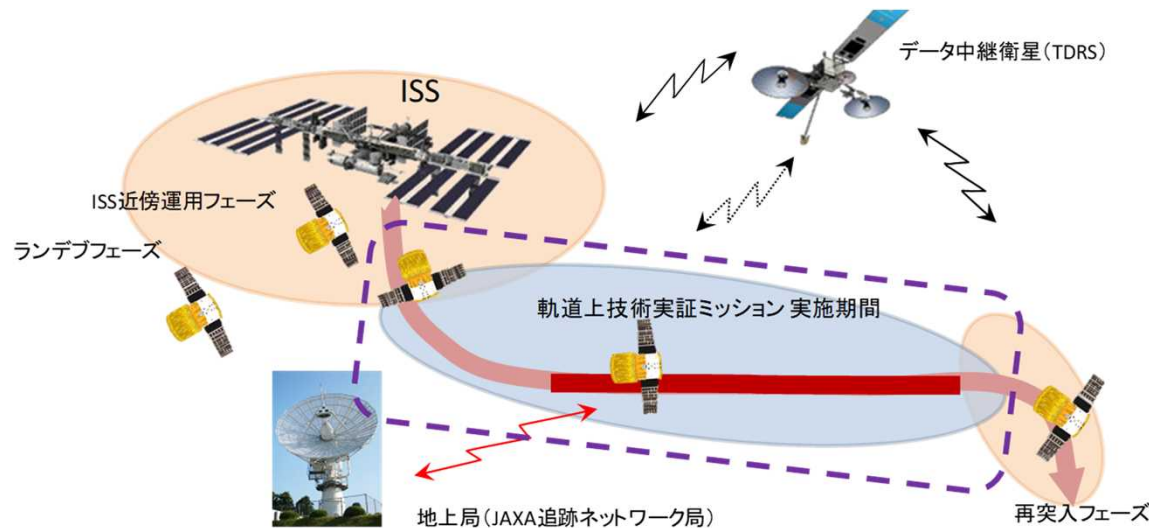 データ中継衛星(TDRS)
ISS
ISS近傍運用フェーズ
ランデブフェーズ
軌道上技術実証ミッション 実施期間
地上局(JAXA追跡ネットワーク局)
再突入フェーズ